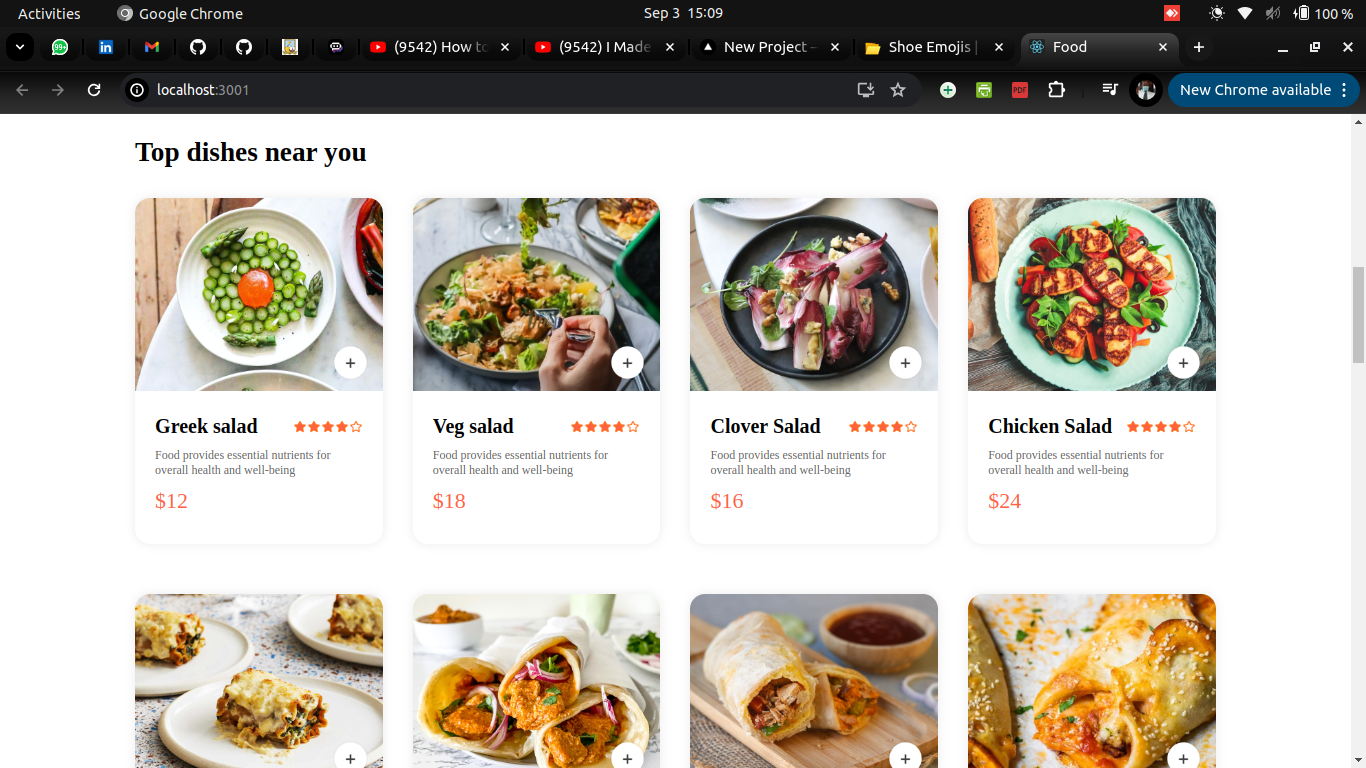 Activities
Google Chrome
Sep 3 15:09
100 %
99+
in
(9542) How to
(9542) I Made
New Project –
Shoe Emojis |
Food
localhost:3001
PDF
New Chrome available
Top dishes near you
Greek salad
Food provides essential nutrients for
overall health and well-being
$12
Veg salad
Food provides essential nutrients for
overall health and well-being
$18
Clover Salad
Food provides essential nutrients for
overall health and well-being
$16
Chicken Salad
Food provides essential nutrients for
overall health and well-being
$24